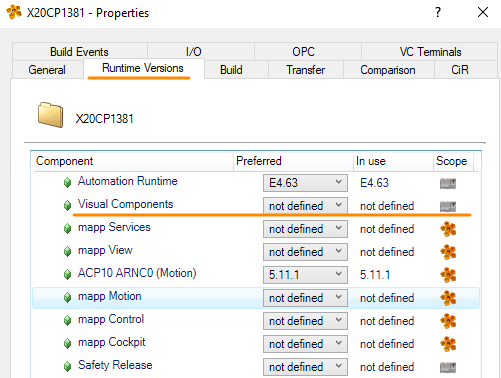 X20CP1381 - Properties ? ×
Build Events I/O OPC VC Terminals
General Runtime Versions Build Transfer Comparison CiR
X20CP1381
Component Preferred In use Scope
Automation Runtime E4.63 E4.63
Visual Components not defined not defined
mapp Services not defined not defined
mapp View not defined not defined
ACP10 ARNC0 (Motion) 5.11.1 5.11.1
mapp Motion not defined not defined
mapp Control not defined not defined
mapp Cockpit not defined not defined
Safety Release not defined not defined